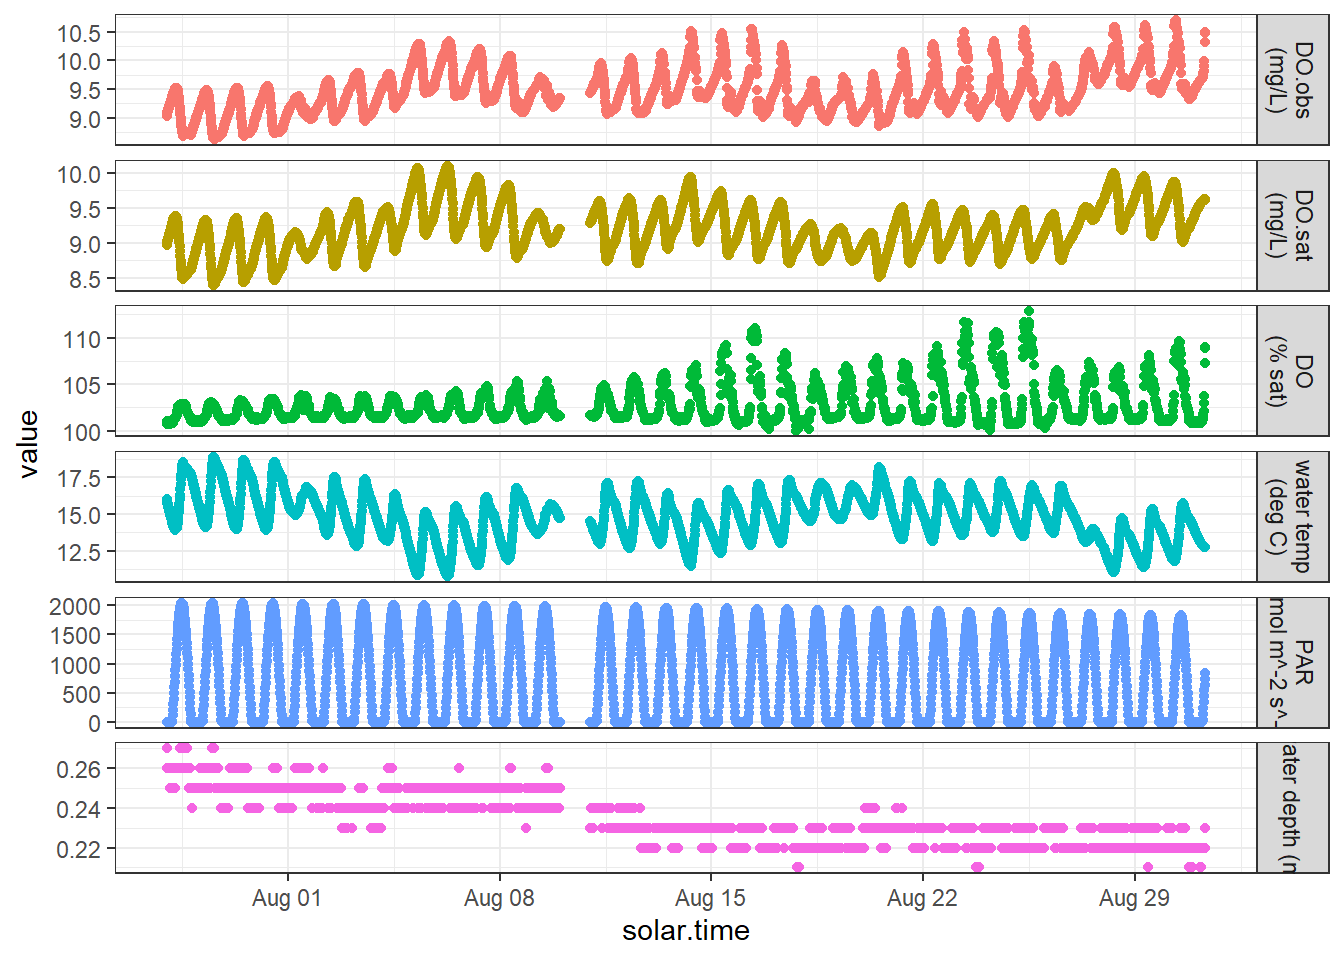 value
10.5
10.0
9.5
9.0
DO.obs
(mg/L)
10.0
9.5
9.0
8.5
DO.sat
(mg/L)
110
105
100
DO
(% sat)
17.5
15.0
12.5
water temp
(deg C)
2000
1500
1000
500
0
PAR
mol m^-2 s^-
0.26
0.24
0.22
ater depth (
Aug 01
Aug 08
Aug 15
Aug 22
Aug 29
solar.time